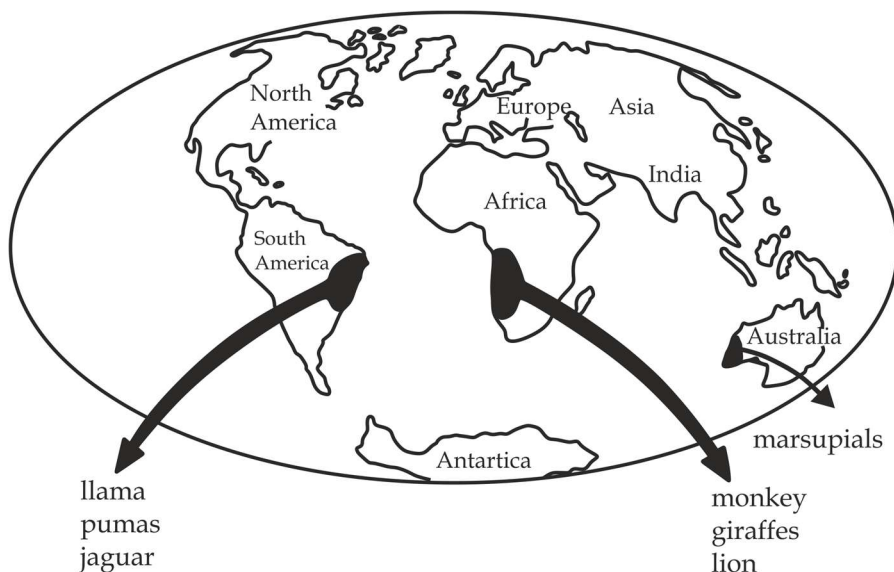 North
America
Europe
Asia
India
Africa
South
America
Australia
marsupials
Antartica
llama
pumas
jaguar
monkey
giraffes
lion